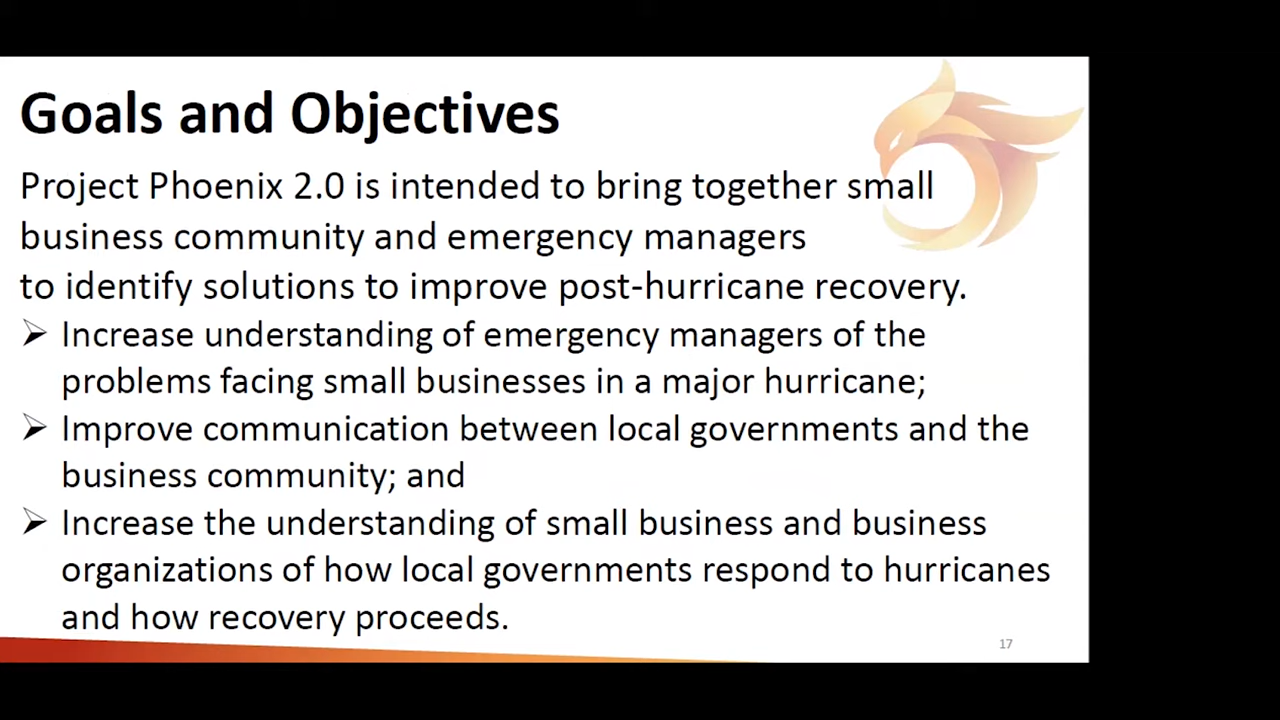 Goals and Objectives
Project Phoenix 2.0 is intended to bring together small
business community and emergency managers
to identify solutions to improve post-hurricane recovery.
➢ Increase understanding of emergency managers of the
problems facing small businesses in a major hurricane;
➢ Improve communication between local governments and the
business community; and
➢ Increase the understanding of small business and business
organizations of how local governments respond to hurricanes
and how recovery proceeds.
17